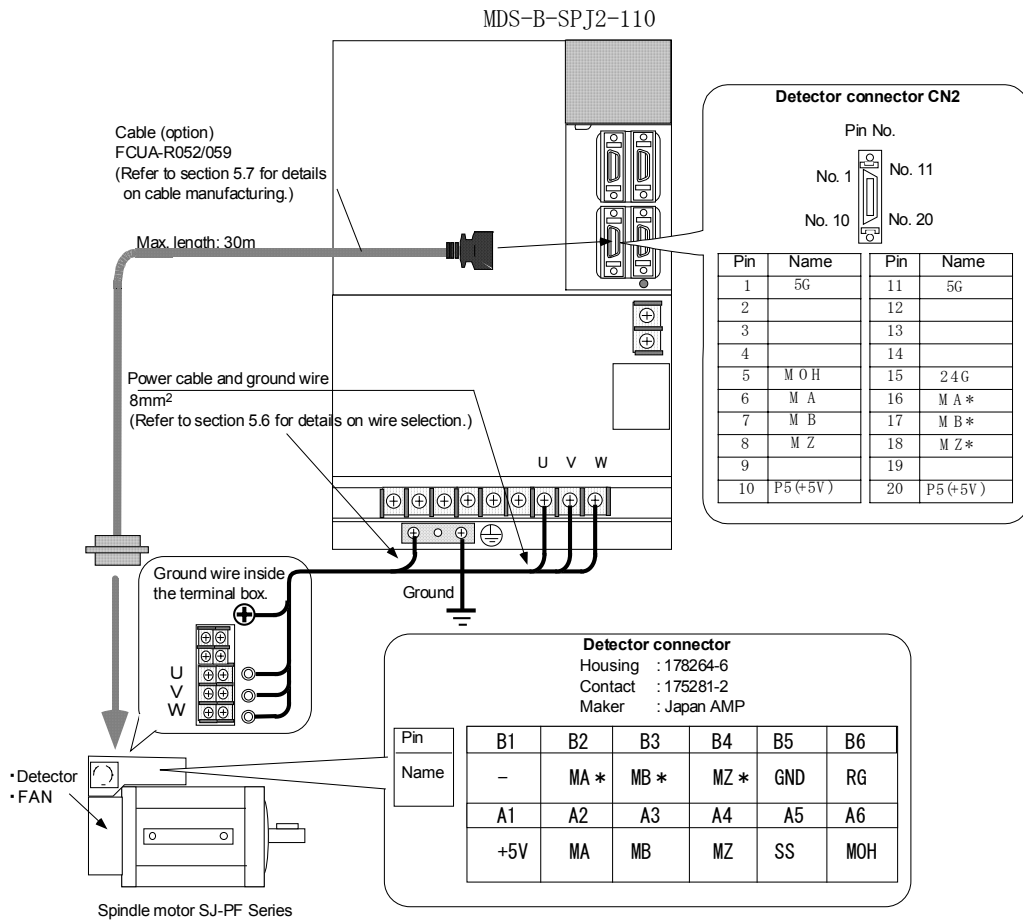 MDS-B-SPJ2-110
Cable (option)
FCUA-R052/059
(Refer to section 5.7 for details
on cable manufacturing.)
Max. length: 30m
Detector connector CN2
Pin No.
No. 1 No. 11
No. 10 No. 20
Pin Name Pin Name
1 5G 11 5G
2 12
3 13
4 14
5 MOH 15 24G
6 MA 16 MA*
7 MB 17 MB*
8 MZ 18 MZ*
9 19
10 P5(+5V) 20 P5(+5V)
Power cable and ground wire
8mm²
(Refer to section 5.6 for details on wire selection.)
U V W
Ground
Ground wire inside
the terminal box.
U
V
W
Detector connector
Housing : 178264-6
Contact : 175281-2
Maker : Japan AMP
Pin B1 B2 B3 B4 B5 B6
Name – MA* MB* MZ* GND RG
A1 A2 A3 A4 A5 A6
+5V MA MB MZ SS MOH
・Detector
・FAN
Spindle motor SJ-PF Series